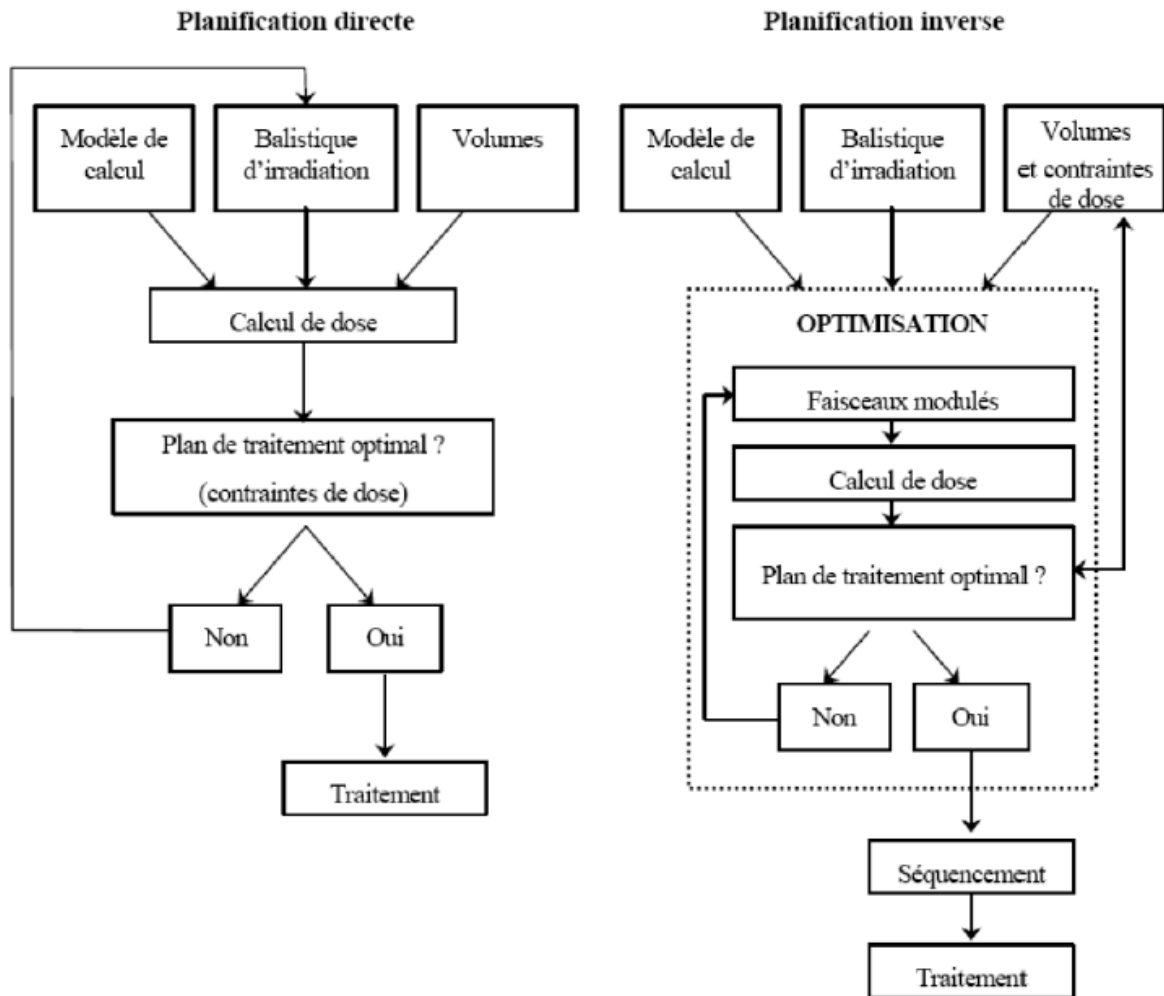 Planification directe
Modèle de
calcul
Balistique
d’irradiation
Volumes
Calcul de dose
Plan de traitement optimal ?
(contraintes de dose)
Non
Oui
Traitement
Planification inverse
Modèle de
calcul
Balistique
d’irradiation
Volumes
et contraintes
de dose
OPTIMISATION
Faisceaux modulés
Calcul de dose
Plan de traitement optimal ?
Non
Oui
Séquencement
Traitement